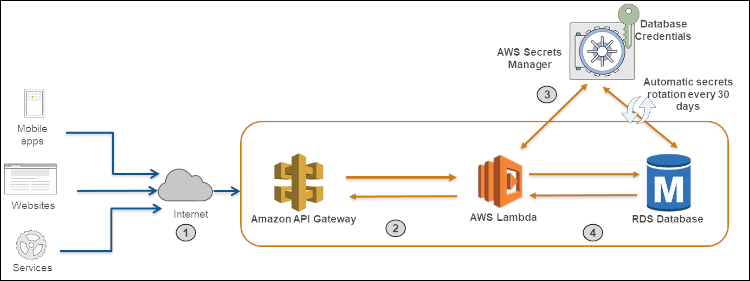 Database
Credentials
AWS Secrets
Manager
3
Automatic secrets
rotation every 30
days
Mobile
apps
Websites
Services
Internet
1
Amazon API Gateway
2
AWS Lambda
4
M
RDS Database